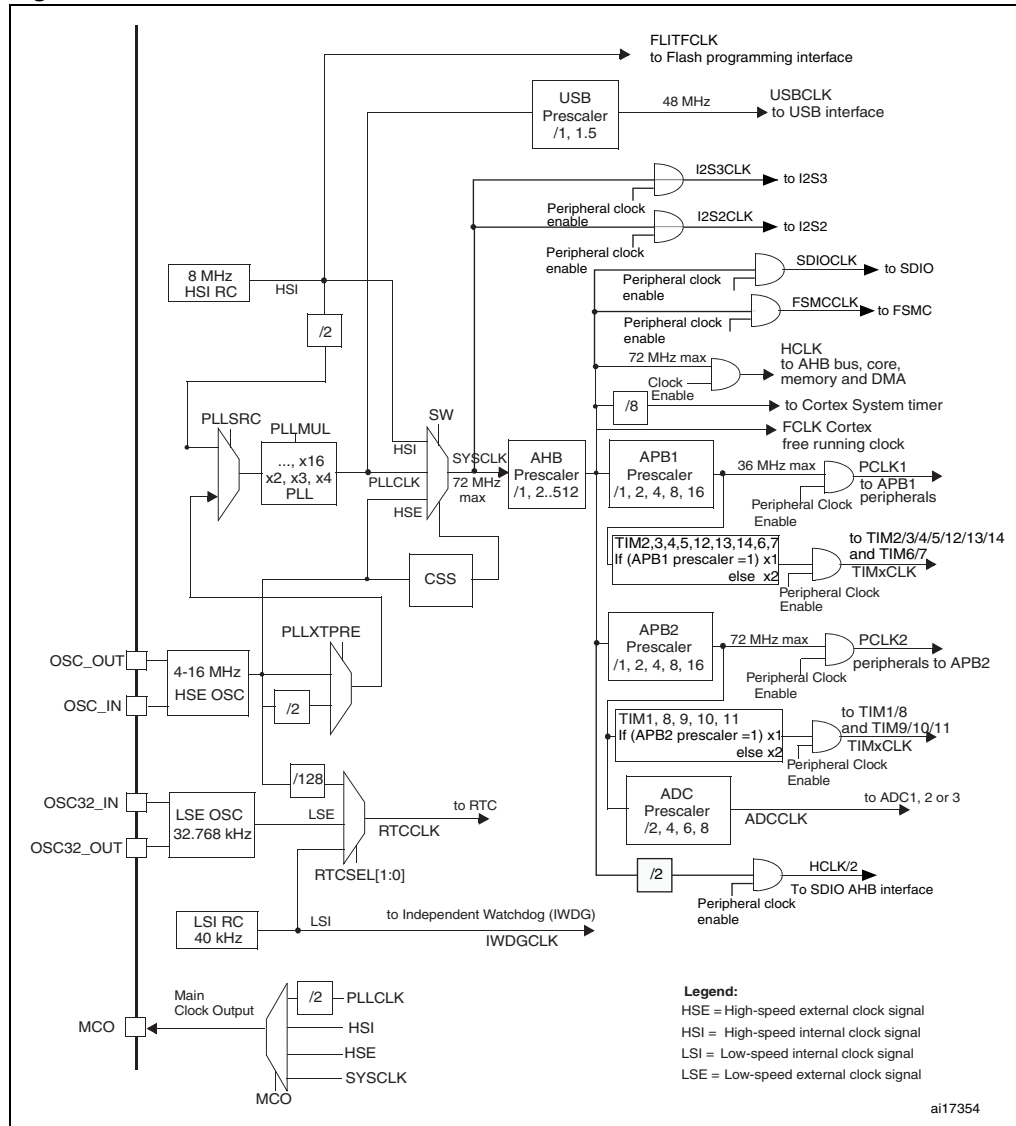 FLITFCLK
to Flash programming interface
USB
Prescaler
/1, 1.5
48 MHz
USBCLK
to USB interface
I2S3CLK
to I2S3
Peripheral clock
enable
I2S2CLK
to I2S2
Peripheral clock
enable
8 MHz
HSI RC
HSI
/2
SDIOCLK
to SDIO
Peripheral clock
enable
FSMCCLK
to FSMC
Peripheral clock
enable
HCLK
to AHB bus, core,
memory and DMA
72 MHz max
Clock
Enable
/8
to Cortex System timer
FCLK Cortex
free running clock
PLLSRC
PLLMUL
..., x16
x2, x3, x4
PLL
SW
HSI
PLLCLK
HSE
SYSCLK
72 MHz
max
AHB
Prescaler
/1, 2..512
APB1
Prescaler
/1, 2, 4, 8, 16
36 MHz max
PCLK1
to APB1
peripherals
Peripheral Clock
Enable
TIM2,3,4,5,12,13,14,6,7
If (APB1 prescaler =1) x1
else x2
to TIM2/3/4/5/12/13/14
and TIM6/7
TIMxCLK
Peripheral Clock
Enable
CSS
PLLXTPRE
OSC_OUT
OSC_IN
4-16 MHz
HSE OSC
/2
APB2
Prescaler
/1, 2, 4, 8, 16
72 MHz max
PCLK2
peripherals to APB2
Peripheral Clock
Enable
TIM1, 8, 9, 10, 11
If (APB2 prescaler =1) x1
else x2
to TIM1/8
and TIM9/10/11
TIMxCLK
Peripheral Clock
Enable
/128
OSC32_IN
OSC32_OUT
LSE OSC
32.768 kHz
LSE
to RTC
RTCCLK
RTCSEL[1:0]
ADC
Prescaler
/2, 4, 6, 8
to ADC1, 2 or 3
ADCCLK
/2
HCLK/2
To SDIO AHB interface
Peripheral clock
enable
LSI RC
40 kHz
LSI
to Independent Watchdog (IWDG)
IWDGCLK
MCO
Main
Clock Output
/2
PLLCLK
HSI
HSE
SYSCLK
MCO
Legend:
HSE = High-speed external clock signal
HSI = High-speed internal clock signal
LSI = Low-speed internal clock signal
LSE = Low-speed external clock signal
ai17354